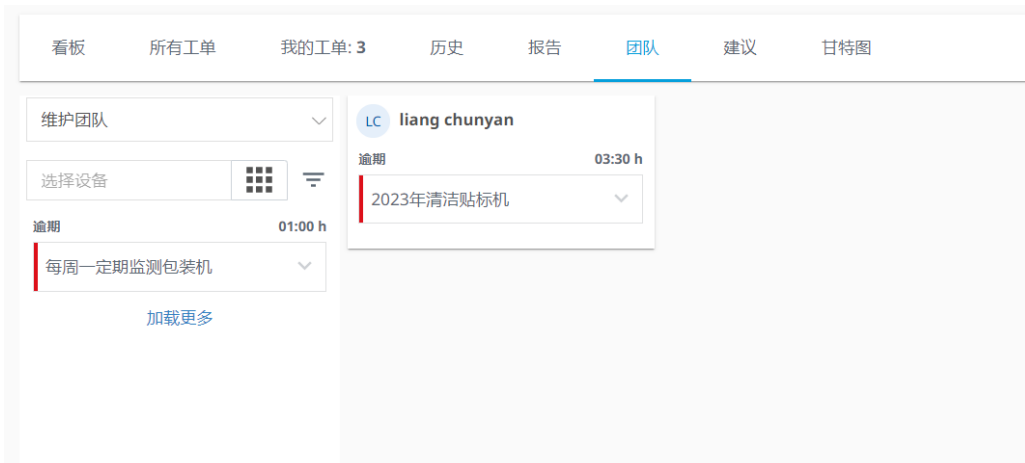 看板 所有工单 我的工单: 3 历史 报告 团队 建议 甘特图
维护团队
选择设备
逾期 01:00 h
每周一定期监测包装机
加载更多
LC liang chunyan
逾期 03:30 h
2023年清洁贴标机